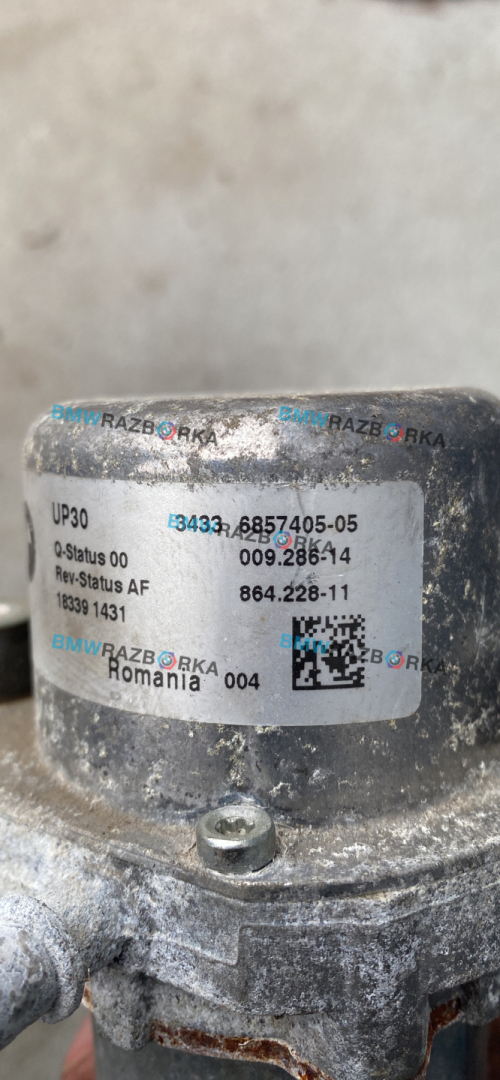 BMWRAZBORKA BMWRAZBORKA
UP30 3433 6857405-05
BMWRAZBORKA
Q-Status 00 009.286-14
Rev-Status AF 864.228-11
18339 1431
BMWRAZBORKA BMWRAZBORKA
Romania 004